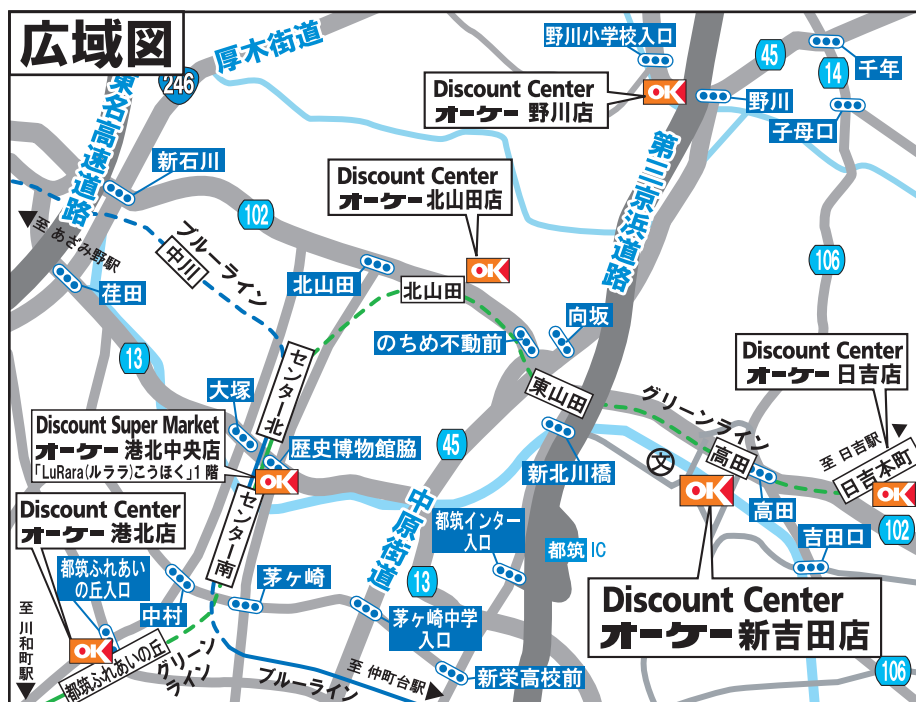 広域図
厚木街道
246
東名高速道路
野川小学校入口
45
14
千年
Discount Center
オーケー 野川店
OK
野川
子母口
新石川
第三京浜道路
Discount Center
オーケー 北山田店
102
106
至 あざみ野駅
ブルーライン
中川
OK
荏田
北山田
北山田
13
のちめ不動前
向坂
Discount Center
オーケー 日吉店
大塚
センター北
東山田
グリーンライン
Discount Super Market
オーケー 港北中央店
「LuRara(ルララ)こうほく」1階
歴史博物館脇
45
新北川橋
文
高田
至 日吉駅
日吉本町
OK
OK
OK
高田
102
センター南
中原街道
Discount Center
オーケー 港北店
都筑インター
入口
都筑 IC
吉田口
都筑ふれあい
の丘入口
中村
茅ヶ崎
13
茅ヶ崎中学
入口
Discount Center
オーケー 新吉田店
至 川和町駅
OK
都筑ふれあいの丘
グリーン
ライン
ブルーライン
至 仲町台駅
新栄高校前
106